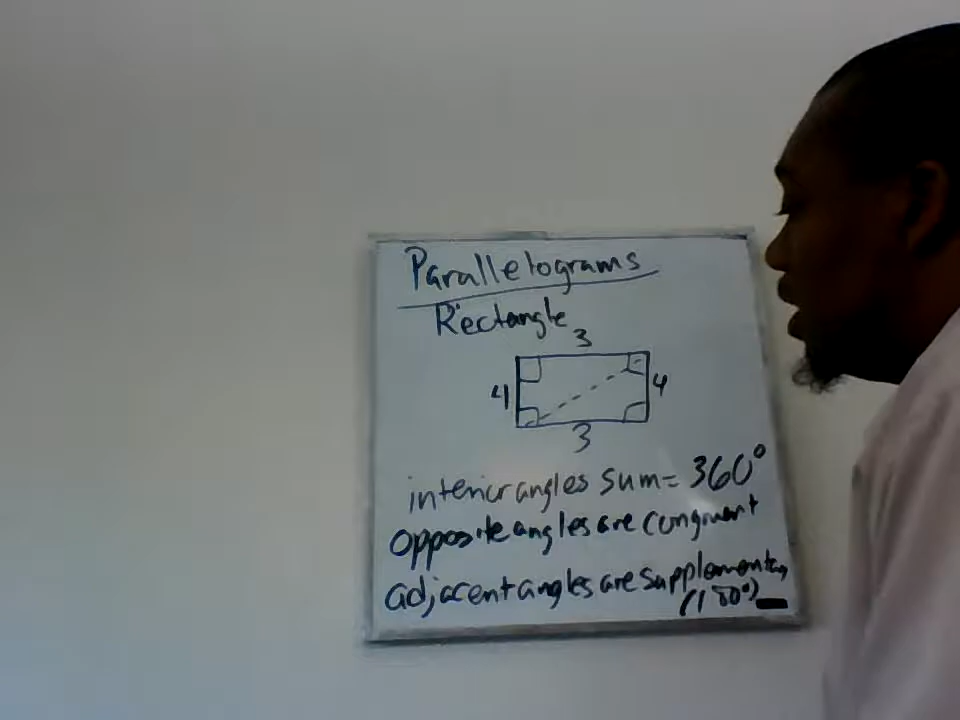 Parallelograms
Rectangle
3
4 4
3
interior angles sum = 360°
opposite angles are congruent
adjacent angles are supplementary
(180°)